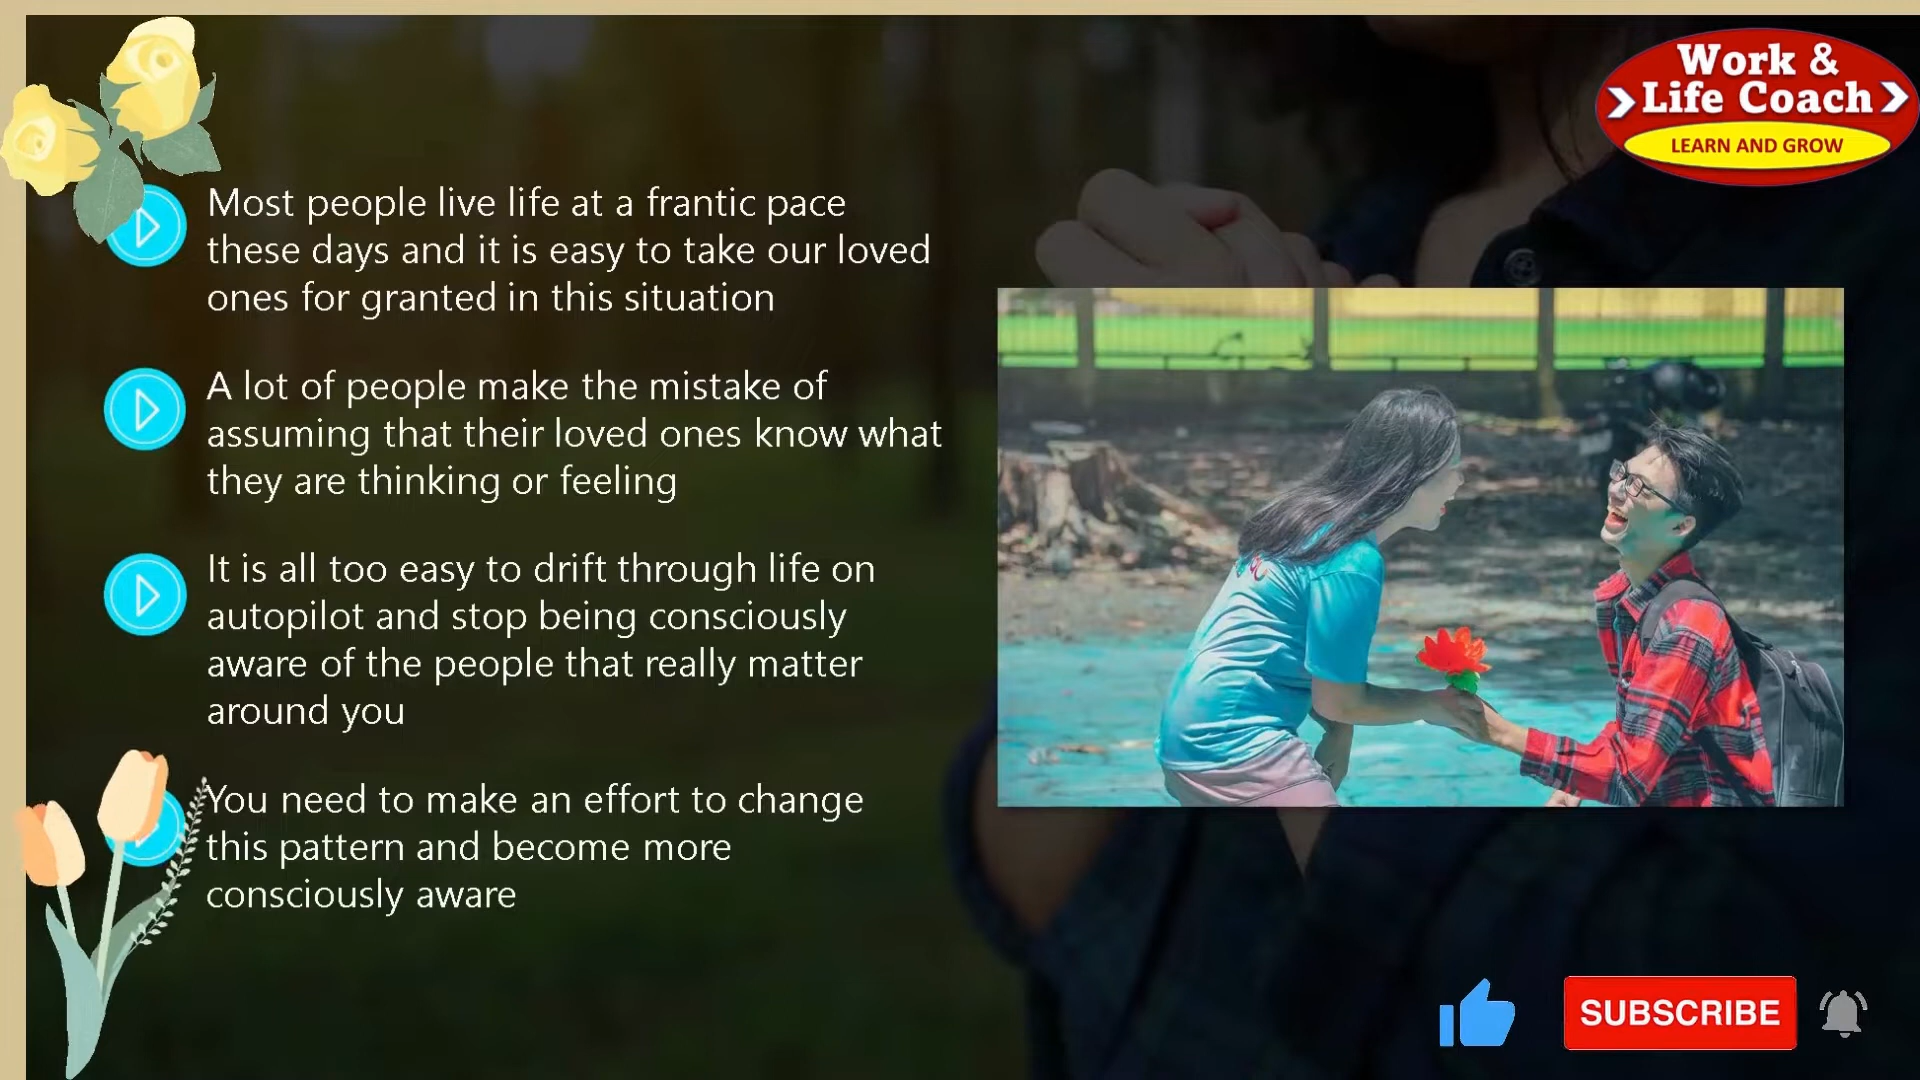 Work &
Life Coach
LEARN AND GROW
Most people live life at a frantic pace
these days and it is easy to take our loved
ones for granted in this situation
A lot of people make the mistake of
assuming that their loved ones know what
they are thinking or feeling
It is all too easy to drift through life on
autopilot and stop being consciously
aware of the people that really matter
around you
You need to make an effort to change
this pattern and become more
consciously aware
SUBSCRIBE